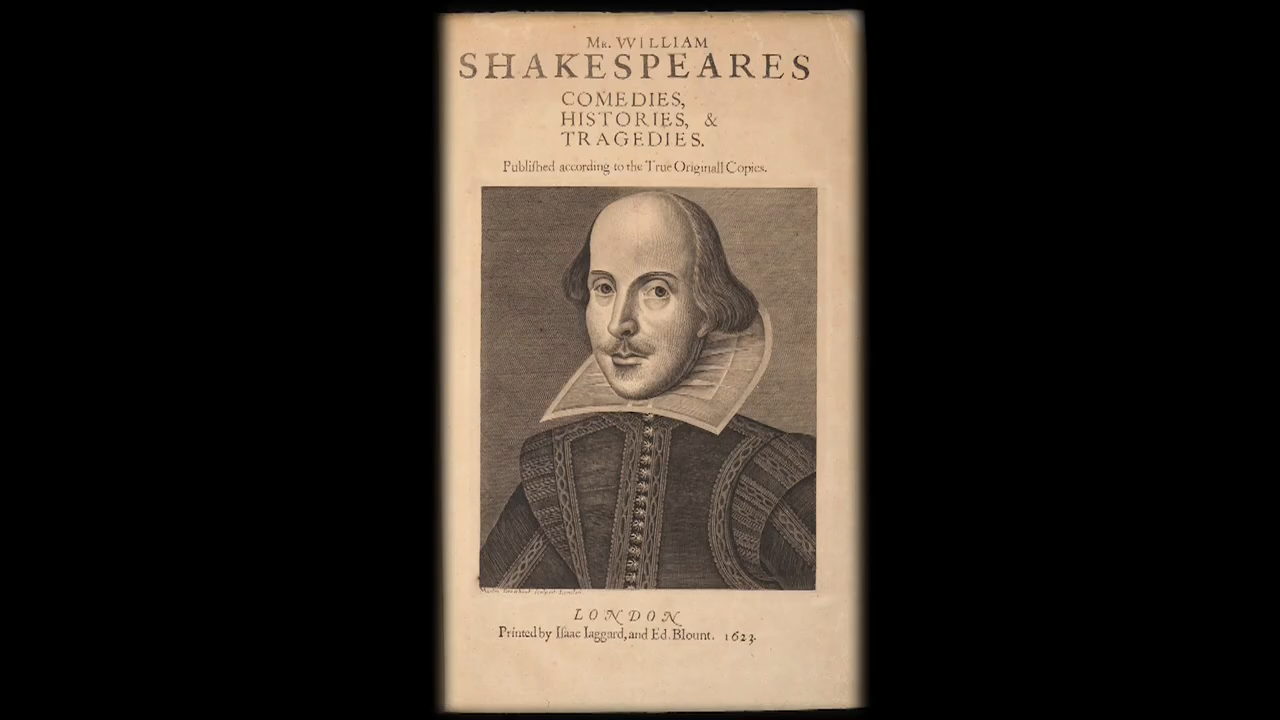 Mr. WILLIAM
SHAKESPEARES
COMEDIES,
HISTORIES, &
TRAGEDIES.
Publiſhed according to the True Originall Copies.
LONDON
Printed by Iſaac Iaggard, and Ed. Blount. 1623.